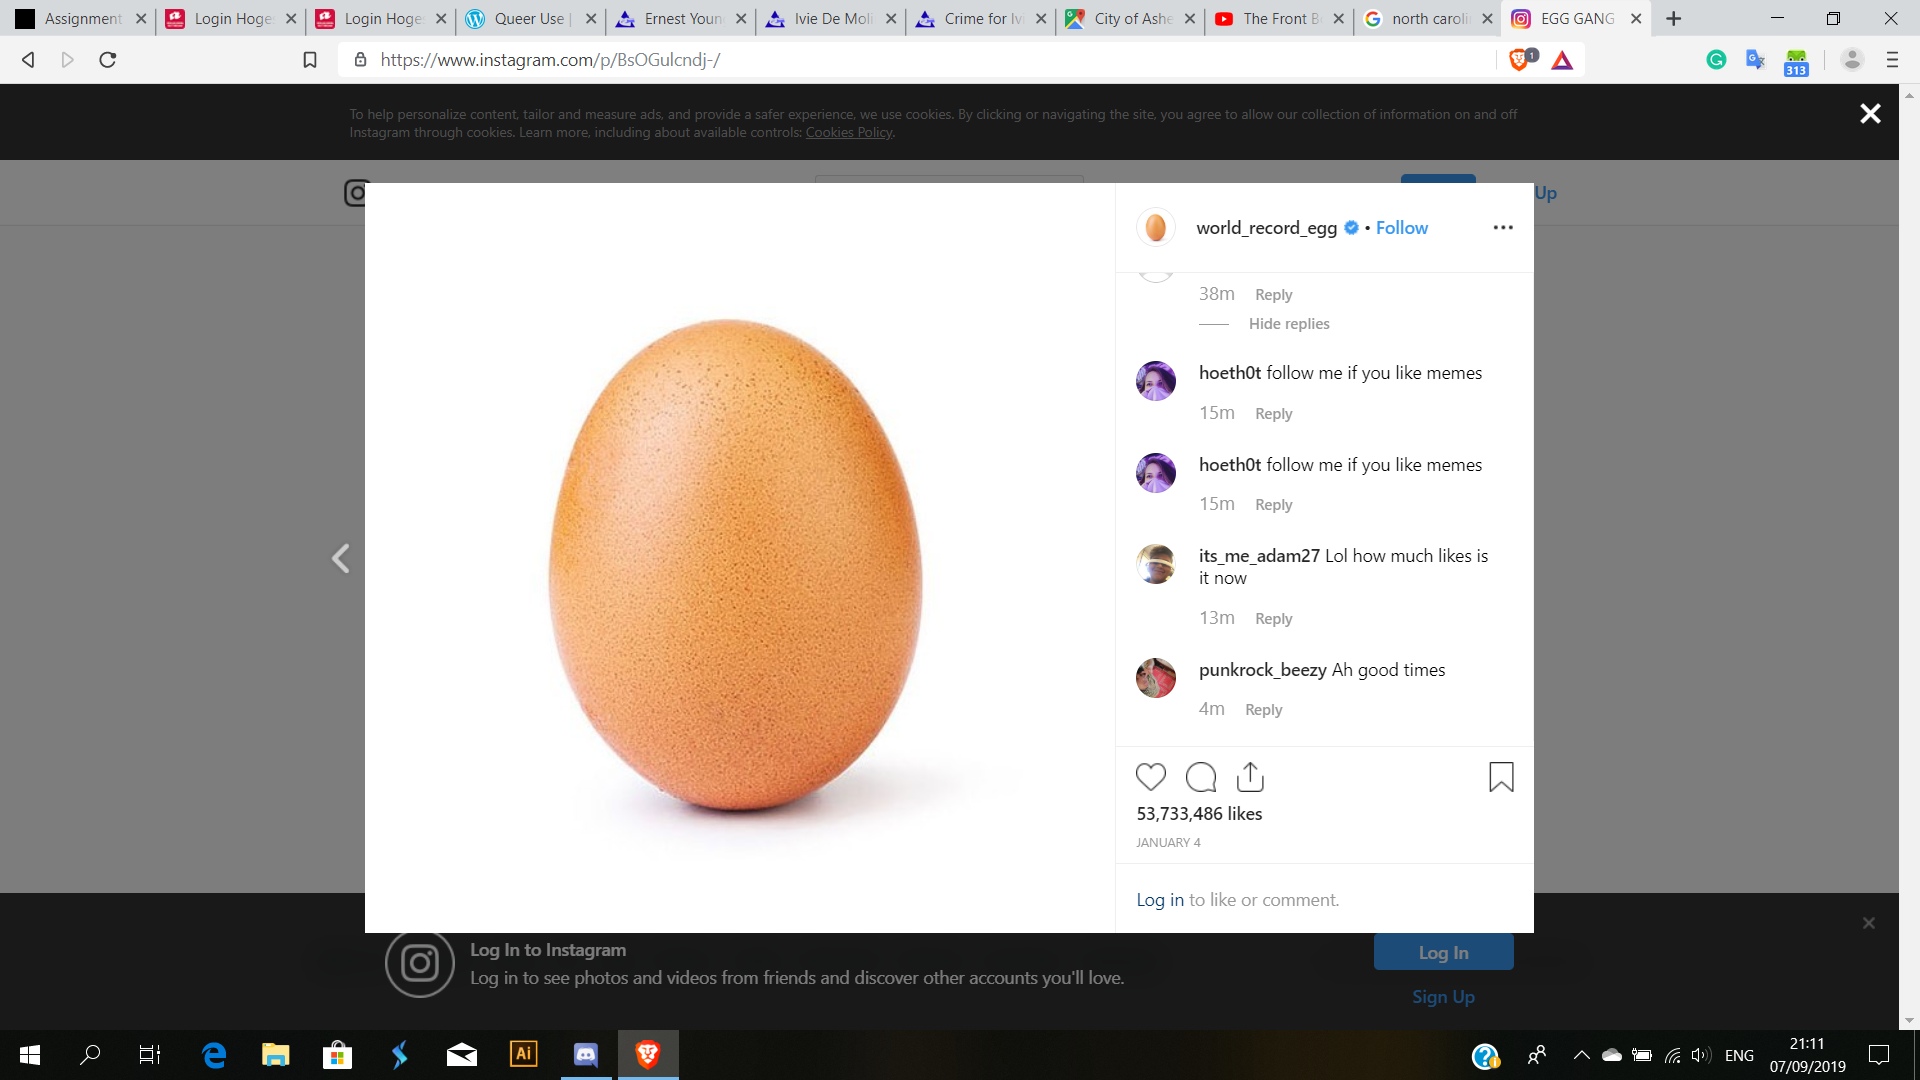 Assignment
Login Hoge
Login Hoge
Queer Use
Ernest Youn
Ivie De Moli
Crime for Iv
City of Ashe
The Front B
north caroli
EGG GANG
https://www.instagram.com/p/BsOGulcndj-/
1
313
To help personalize content, tailor and measure ads, and provide a safer experience, we use cookies. By clicking or navigating the site, you agree to allow our collection of information on and off
Instagram through cookies. Learn more, including about available controls: Cookies Policy.
Up
world_record_egg • Follow
38m Reply
Hide replies
hoeth0t follow me if you like memes
15m Reply
hoeth0t follow me if you like memes
15m Reply
its_me_adam27 Lol how much likes is
it now
13m Reply
punkrock_beezy Ah good times
4m Reply
53,733,486 likes
JANUARY 4
Log in to like or comment.
Log In to Instagram
Log in to see photos and videos from friends and discover other accounts you'll love.
Log In
Sign Up
Ai
ENG
21:11
07/09/2019